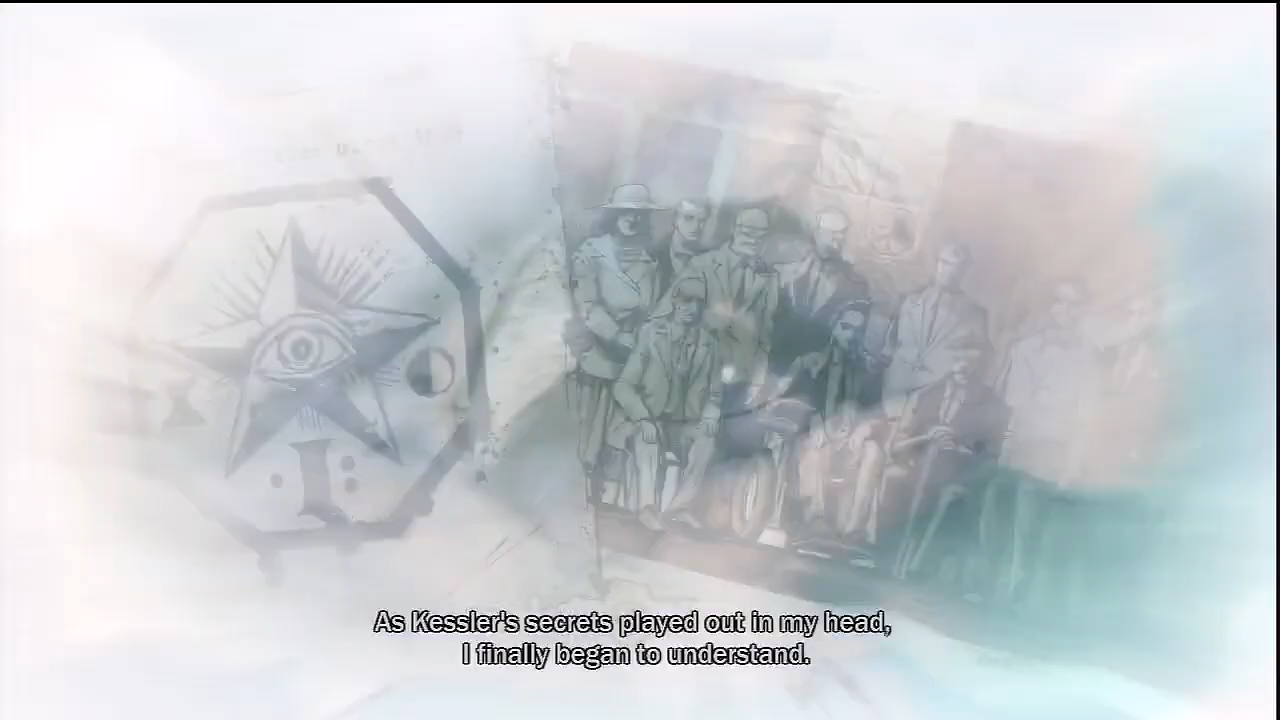 As Kessler's secrets played out in my head,
I finally began to understand.